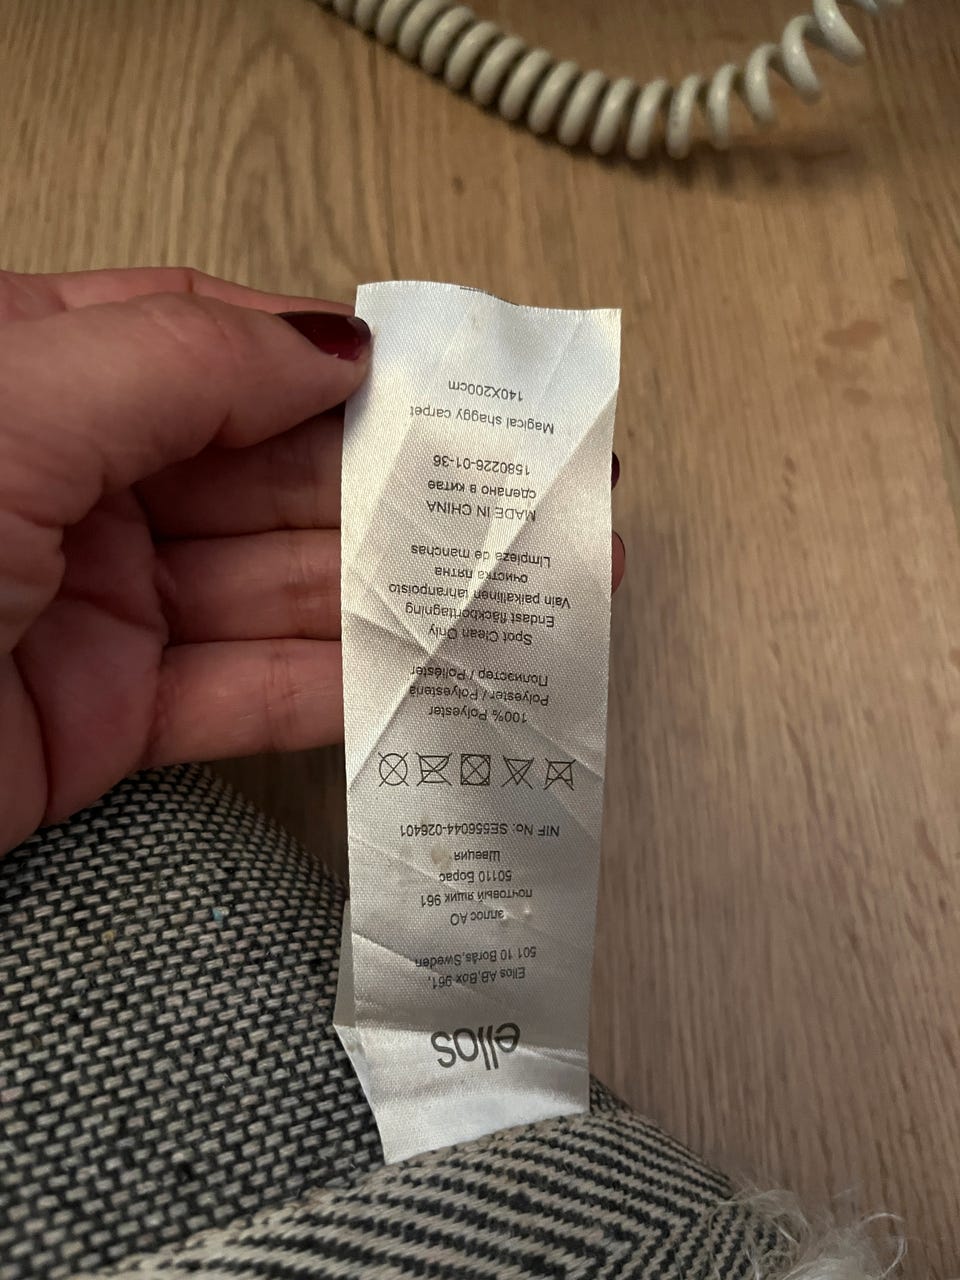 ellos
Ellos AB,Box 961,
501 10 Borås,Sweden
эллос АО
почтовый ящик 961
50110 Борас
Швеция
NIF No: SE556044-026401
100% Polyester
Polyester / Polyesteriä
Полиэстер / Poliéster
Spot Clean Only
Endast fläckbortagning
Vain paikallinen tahranpoisto
очистка пятна
Limpieza de manchas
MADE IN CHINA
сделано в китае
1580226-01-36
Magical shaggy carpet
140X200cm